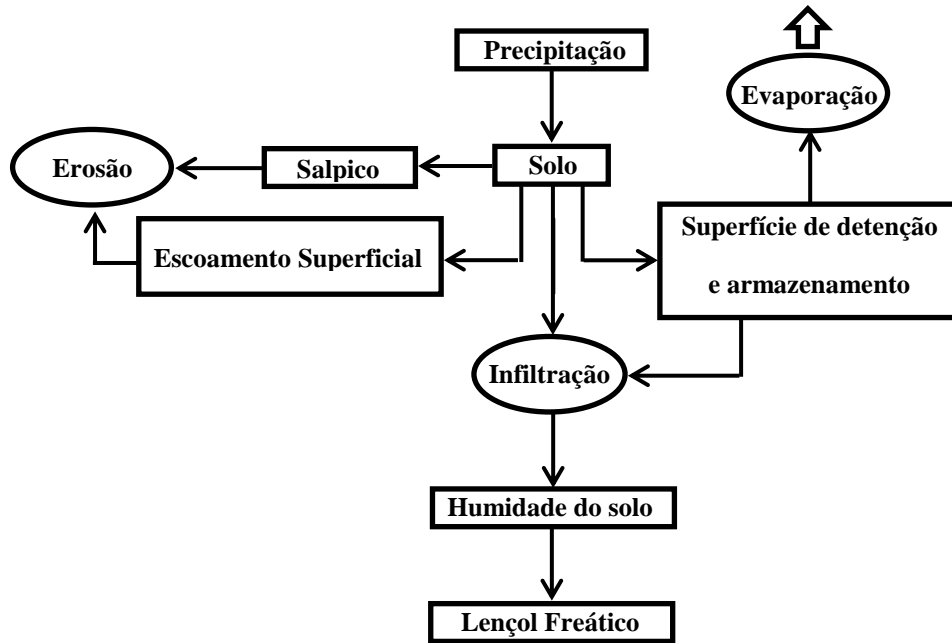 Precipitação
Evaporação
Erosão
Salpico
Solo
Superfície de detenção
e armazenamento
Escoamento Superficial
Infiltração
Humidade do solo
Lençol Freático